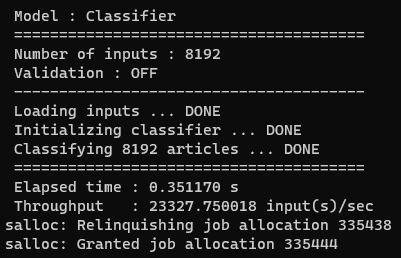 Model : Classifier
======================================
Number of inputs : 8192
Validation : OFF
--------------------------------------
Loading inputs ... DONE
Initializing classifier ... DONE
Classifying 8192 articles ... DONE
======================================
Elapsed time : 0.351170 s
Throughput   : 23327.750018 input(s)/sec
salloc: Relinquishing job allocation 335438
salloc: Granted job allocation 335444